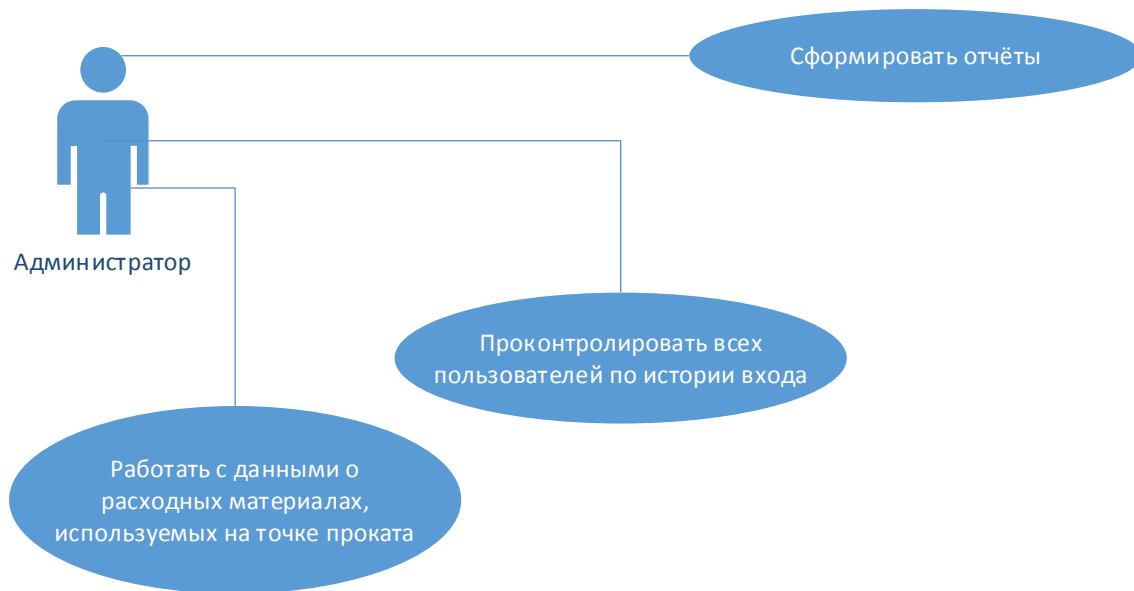 Сформировать отчёты
Администратор
Проконтролировать всех
пользователей по истории входа
Работать с данными о
расходных материалах,
используемых на точке проката